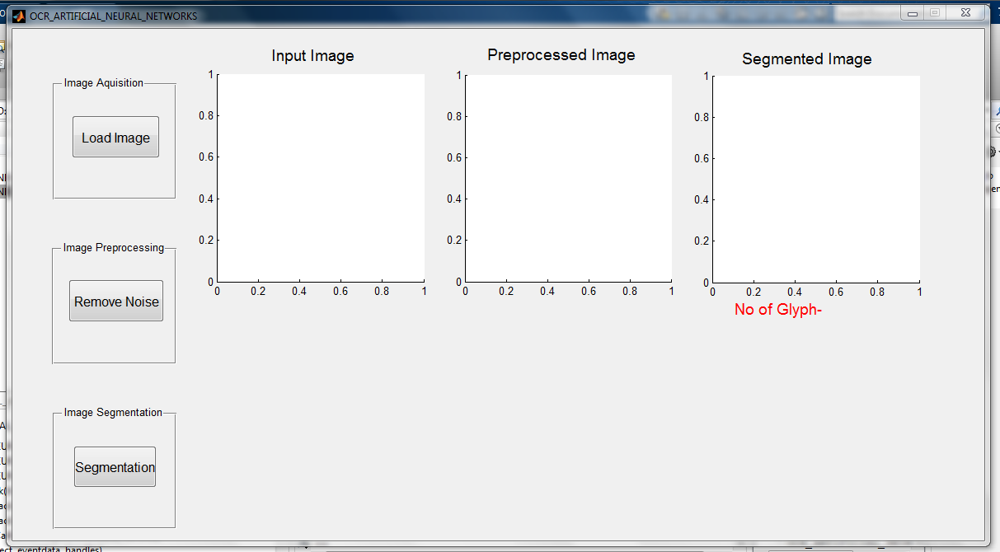 OCR_ARTIFICIAL_NEURAL_NETWORKS
Image Aquisition
Load Image
Image Preprocessing
Remove Noise
Image Segmentation
Segmentation
Input Image
1
0.8
0.6
0.4
0.2
0
0 0.2 0.4 0.6 0.8 1
Preprocessed Image
1
0.8
0.6
0.4
0.2
0
0 0.2 0.4 0.6 0.8 1
Segmented Image
1
0.8
0.6
0.4
0.2
0
0 0.2 0.4 0.6 0.8 1
No of Glyph-